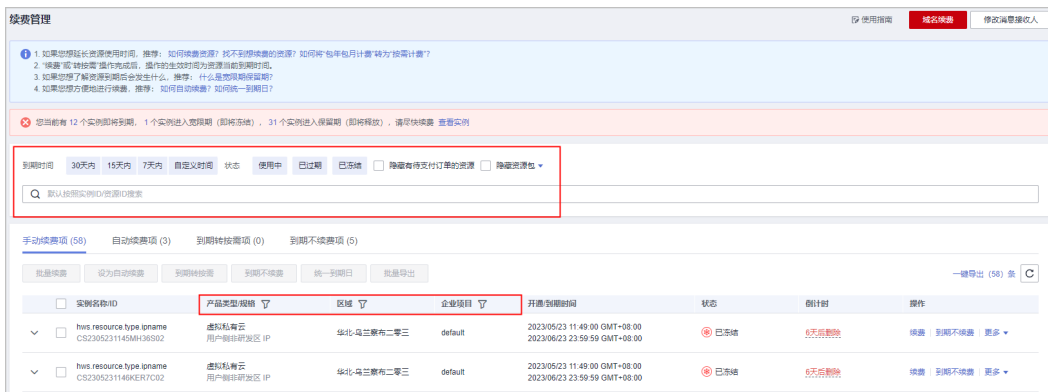 续费管理
使用指南
域名续费
修改消息接收人
1. 如果您想延长资源使用时间，推荐： 如何续费资源？找不到想续费的资源？如何将“包年包月计费”转为“按需计费”？
2. “续费”或“转按需”操作完成后，操作的生效时间为资源当前到期时间。
3. 如果您想了解资源到期后会发生什么，推荐： 什么是宽限期保留期？
4. 如果您想方便地进行续费，推荐： 如何自动续费？如何统一到期日？
您当前有 12 个实例即将到期， 1 个实例进入宽限期（即将冻结）， 31 个实例进入保留期（即将释放），请尽快续费 查看实例
到期时间 30天内 15天内 7天内 自定义时间 状态 使用中 已过期 已冻结 隐藏有待支付订单的资源 隐藏资源包
默认按照实例ID/资源ID搜索
手动续费项 (58) 自动续费项 (3) 到期转按需项 (0) 到期不续费项 (5)
批量续费 设为自动续费 到期转按需 到期不续费 统一到期日 批量导出 一键导出 (58) 条
实例名称/ID 产品类型/规格 区域 企业项目 开通/到期时间 状态 倒计时 操作
hws.resource.type.ipname 虚拟私有云 华北-乌兰察布二零三 default 2023/05/23 11:49:00 GMT+08:00 已冻结 6天后删除 续费 到期不续费 更多
CS2305231145MH36S02 用户侧非研发区 IP 2023/06/23 23:59:59 GMT+08:00
hws.resource.type.ipname 虚拟私有云 华北-乌兰察布二零三 default 2023/05/23 11:49:00 GMT+08:00 已冻结 6天后删除 续费 到期不续费 更多
CS2305231146KER7C02 用户侧非研发区 IP 2023/06/23 23:59:59 GMT+08:00